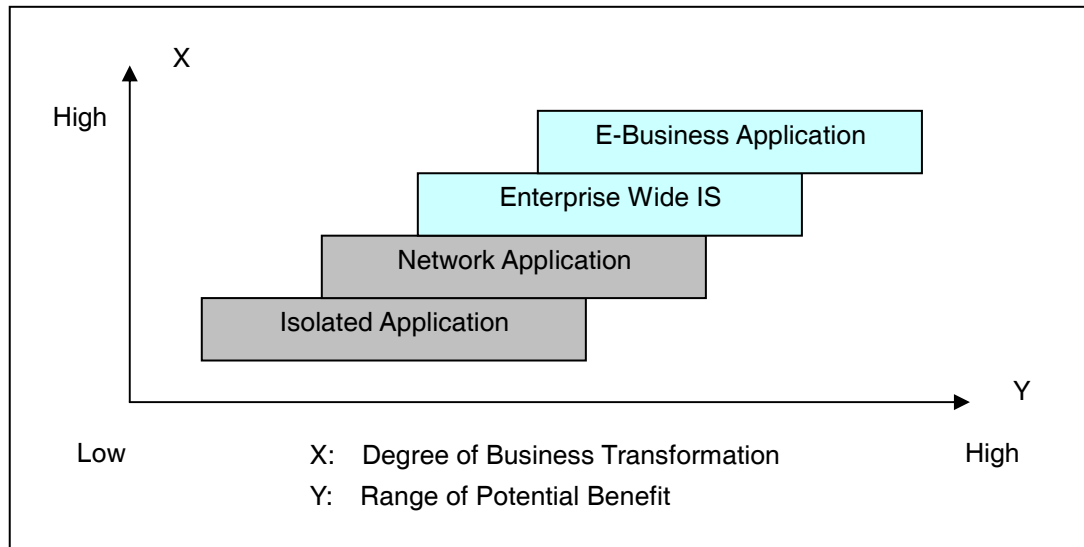 X
High
E-Business Application
Enterprise Wide IS
Network Application
Isolated Application
Y
Low
High
X: Degree of Business Transformation
Y: Range of Potential Benefit